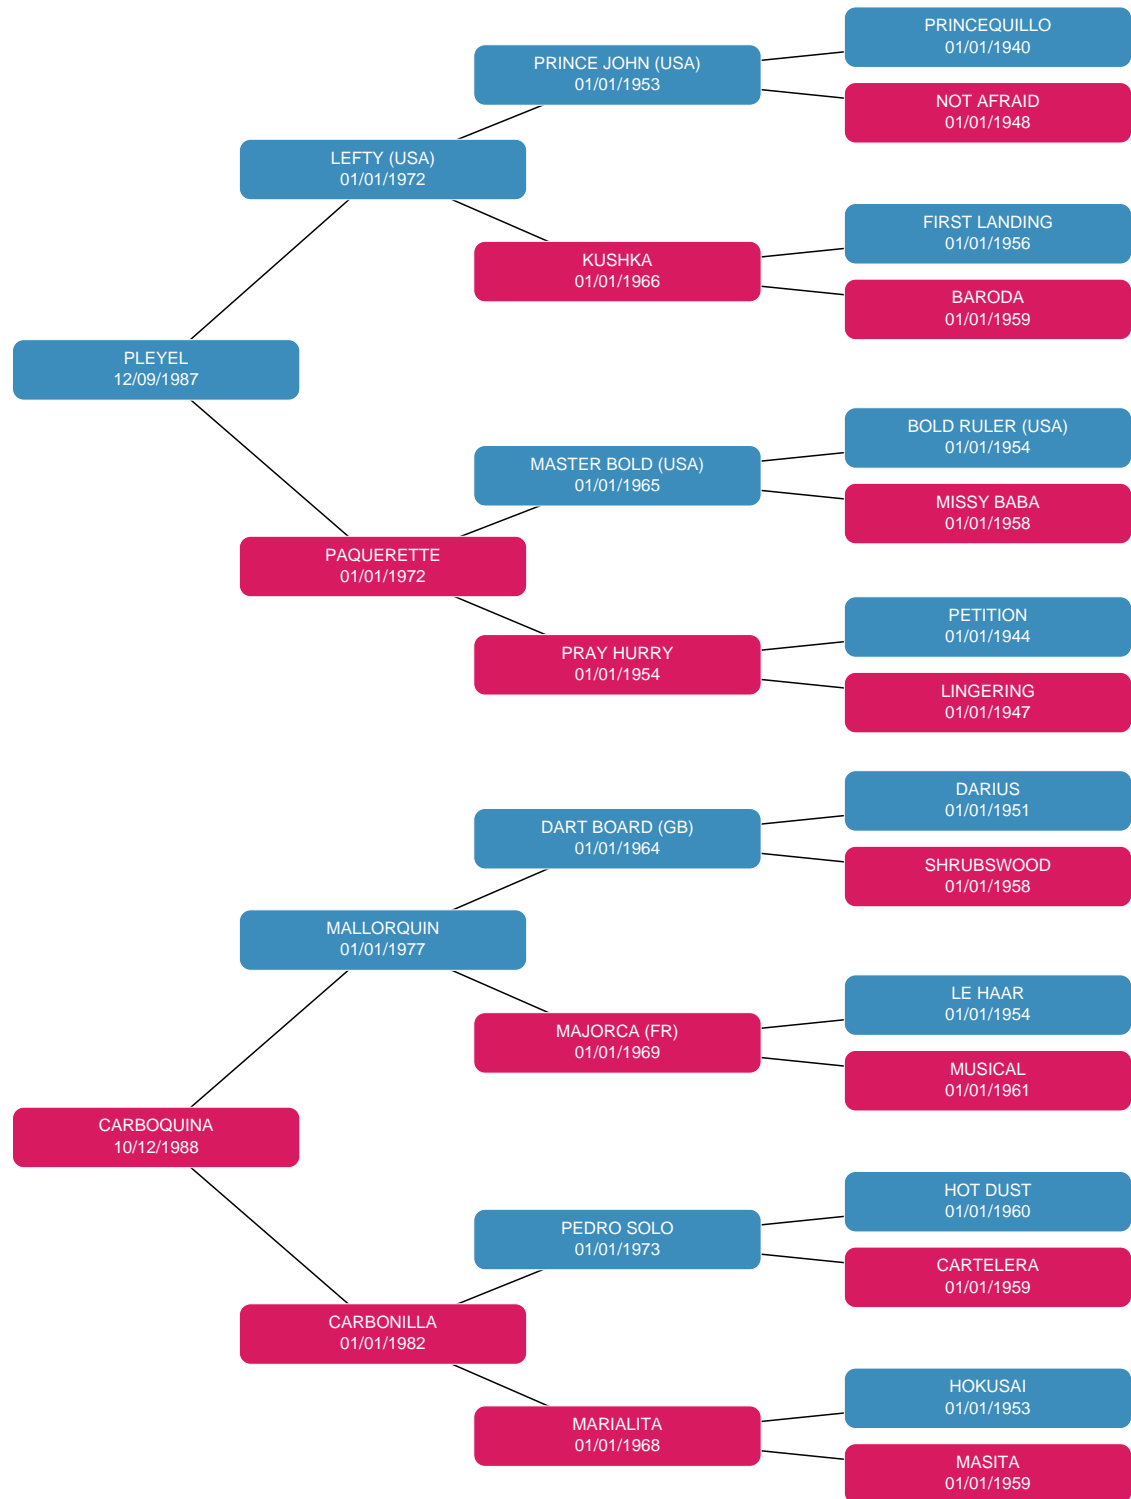 PRINCEQUILLO
01/01/1940
PRINCE JOHN (USA)
01/01/1953
NOT AFRAID
01/01/1948
LEFTY (USA)
01/01/1972
FIRST LANDING
01/01/1956
KUSHKA
01/01/1966
BARODA
01/01/1959
PLEYEL
12/09/1987
BOLD RULER (USA)
01/01/1954
MASTER BOLD (USA)
01/01/1965
MISSY BABA
01/01/1958
PAQUERETTE
01/01/1972
PETITION
01/01/1944
PRAY HURRY
01/01/1954
LINGERING
01/01/1947
DARIUS
01/01/1951
DART BOARD (GB)
01/01/1964
SHRUBSWOOD
01/01/1958
MALLORQUIN
01/01/1977
LE HAAR
01/01/1954
MAJORCA (FR)
01/01/1969
MUSICAL
01/01/1961
CARBOQUINA
10/12/1988
HOT DUST
01/01/1960
PEDRO SOLO
01/01/1973
CARTELERA
01/01/1959
CARBONILLA
01/01/1982
HOKUSAI
01/01/1953
MARIALITA
01/01/1968
MASITA
01/01/1959